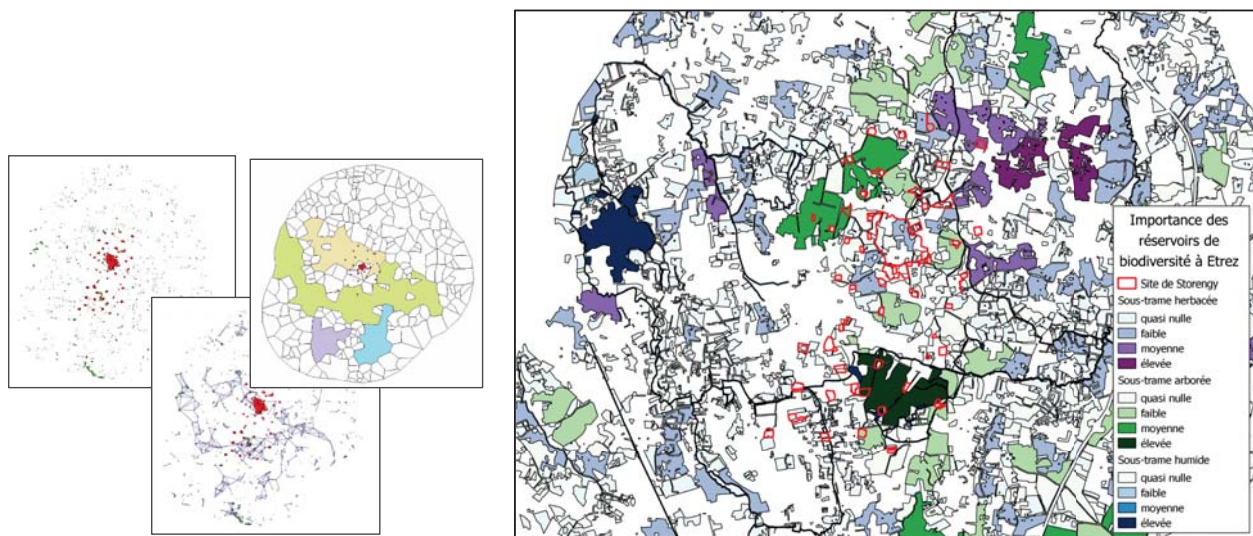 Importance des
réservoirs de
biodiversité à Etrez
Site de Storengy
Sous-trame herbacée
quasi nulle
faible
moyenne
élevée
Sous-trame arborée
quasi nulle
faible
moyenne
élevée
Sous-trame humide
quasi nulle
faible
moyenne
élevée